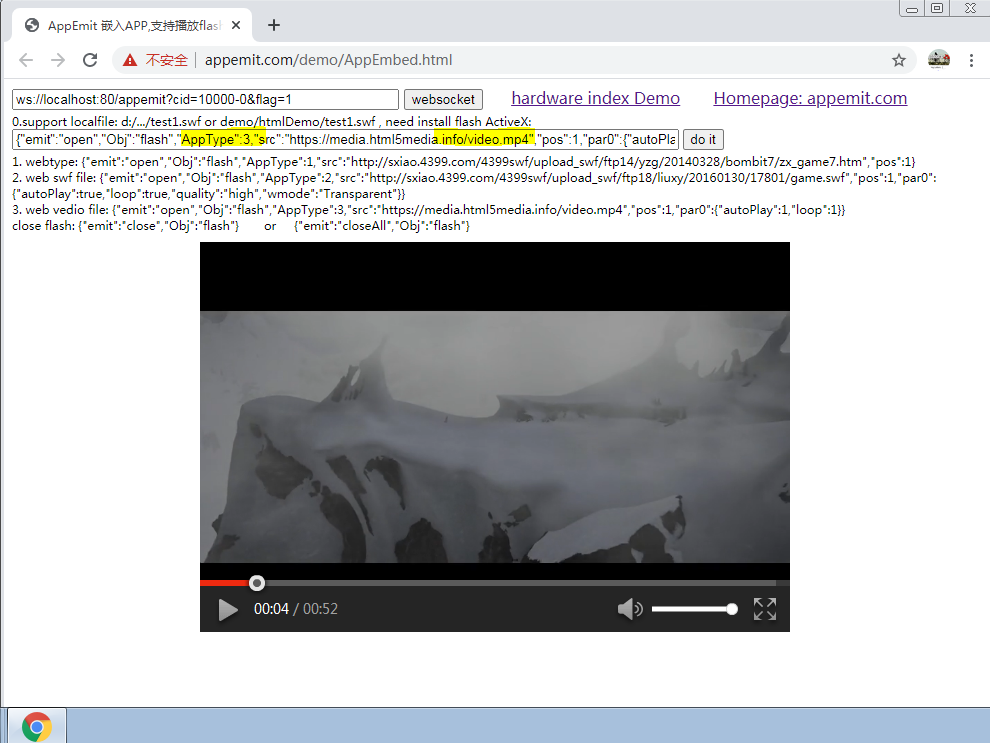 AppEmit 嵌入APP,支持播放flash
不安全 appemit.com/demo/AppEmbed.html
ws://localhost:80/appemit?cid=10000-0&flag=1 websocket hardware index Demo Homepage: appemit.com
0.support localfile: d:/.../test1.swf or demo/htmlDemo/test1.swf , need install flash ActiveX:
{"emit":"open","Obj":"flash","AppType":3,"src":"https://media.html5media.info/video.mp4","pos":1,"par0":{"autoPla do it
1. webtype: {"emit":"open","Obj":"flash","AppType":1,"src":"http://sxiao.4399.com/4399swf/upload_swf/ftp14/yzg/20140328/bombit7/zx_game7.htm","pos":1}
2. web swf file: {"emit":"open","Obj":"flash","AppType":2,"src":"http://sxiao.4399.com/4399swf/upload_swf/ftp18/liuxy/20160130/17801/game.swf","pos":1,"par0":
{"autoPlay":true,"loop":true,"quality":"high","wmode":"Transparent"}}
3. web vedio file: {"emit":"open","Obj":"flash","AppType":3,"src":"https://media.html5media.info/video.mp4","pos":1,"par0":{"autoPlay":1,"loop":1}}
close flash: {"emit":"close","Obj":"flash"} or {"emit":"closeAll","Obj":"flash"}
00:04 / 00:52